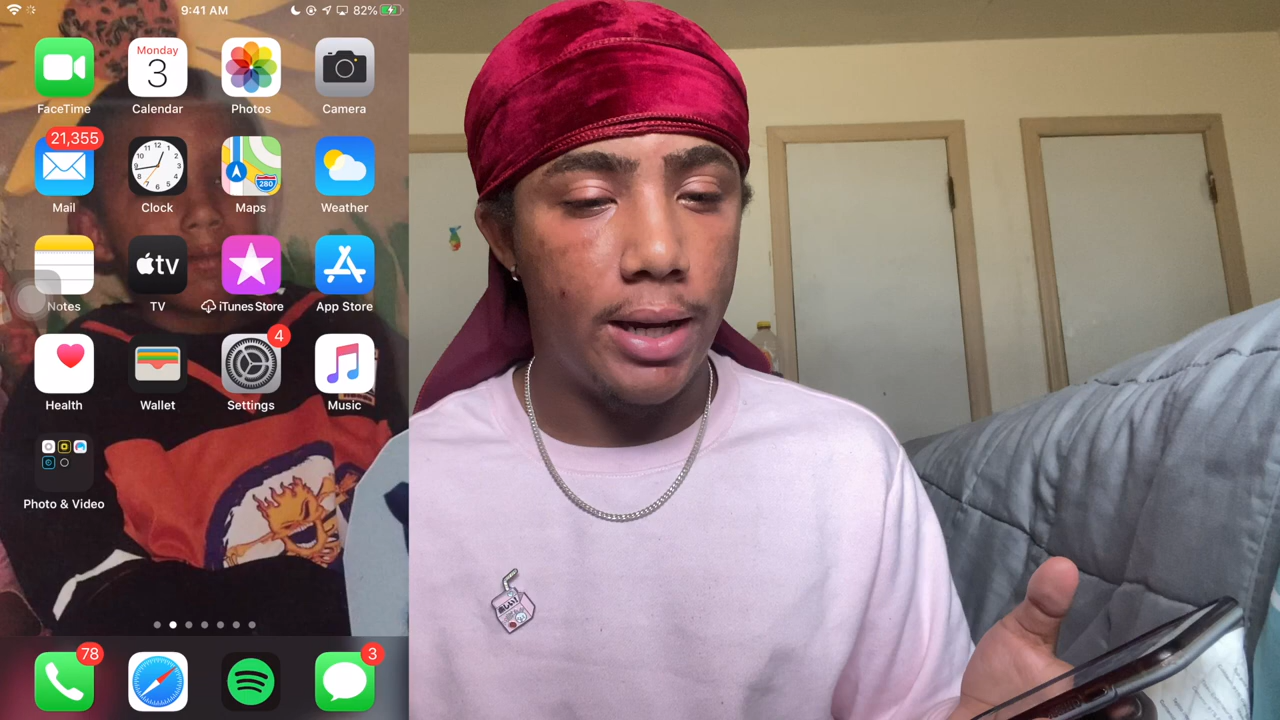 9:41 AM 82%
Monday
3
FaceTime Calendar Photos Camera
21,355
12
280
Mail Clock Maps Weather
tv
Notes TV iTunes Store App Store
4
Health Wallet Settings Music
Photo & Video
78 3